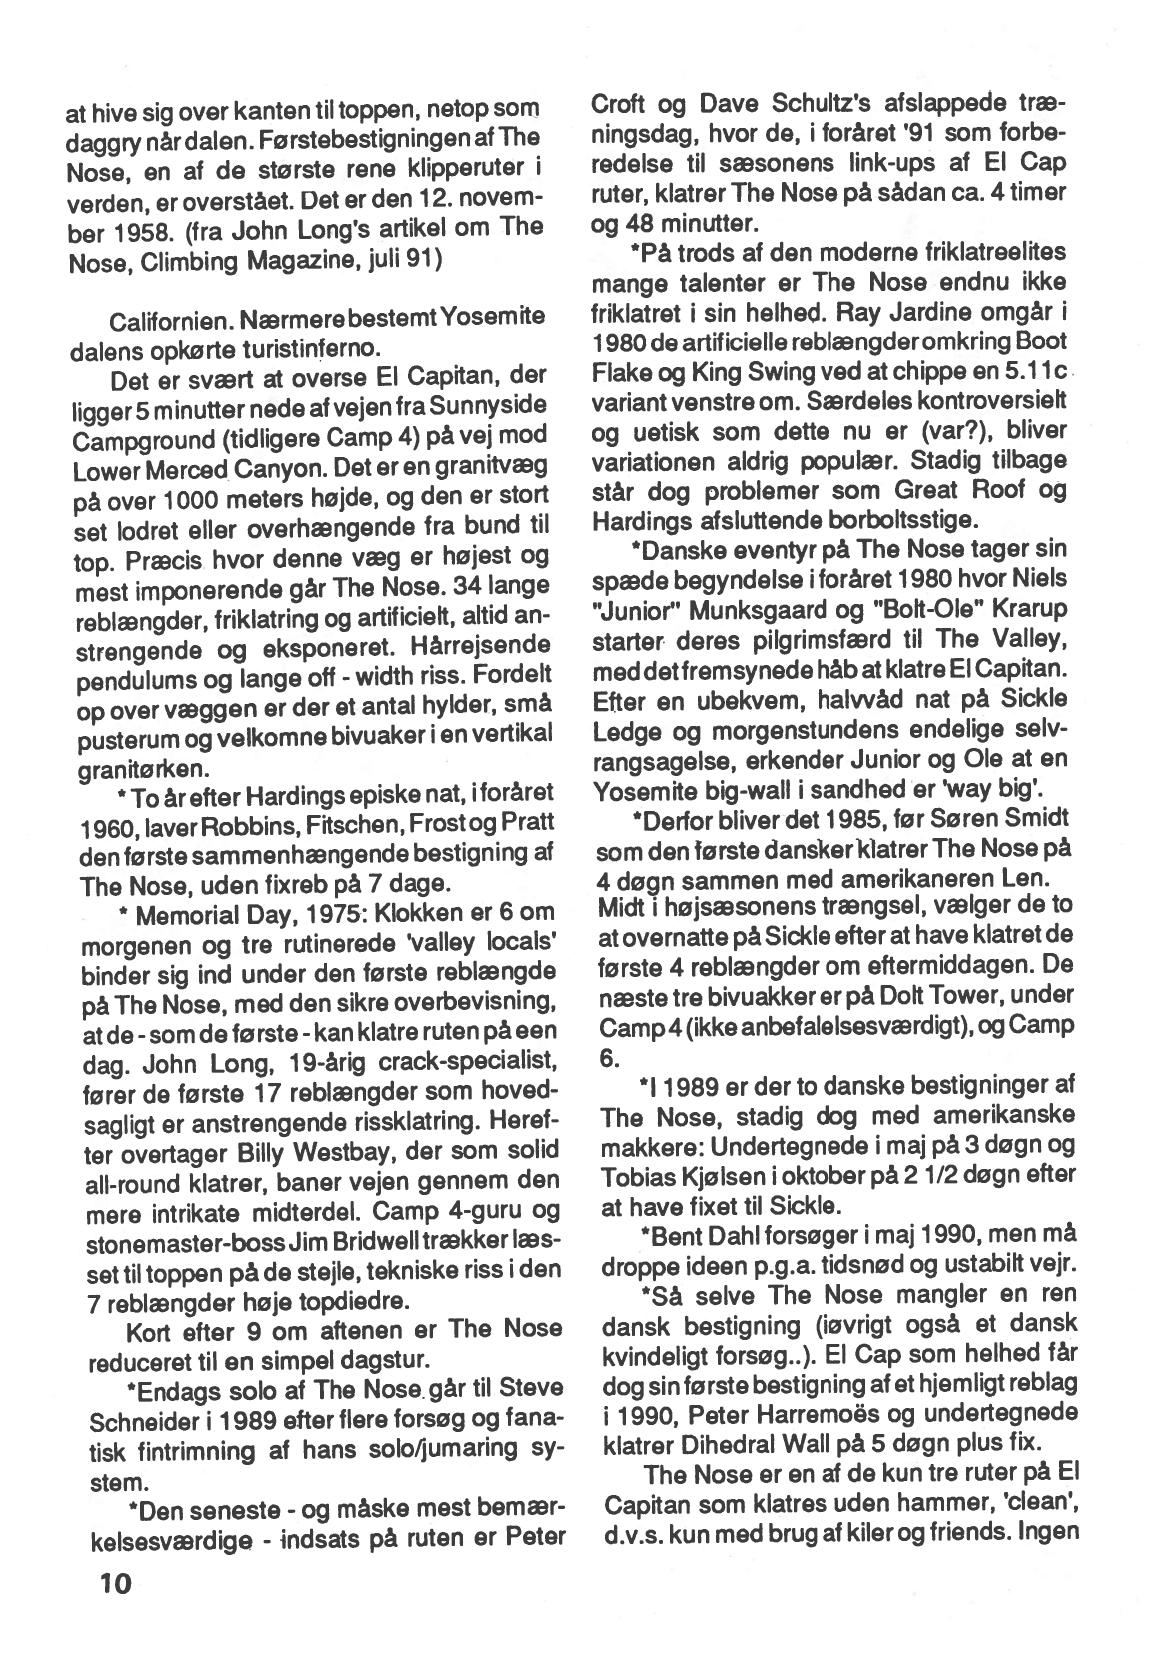 at hive sig over kanten til toppen, netop som
daggry når dalen. Førstebestigningen af The
Nose, en af de største rene klipperuter i
verden, er overstået. Det er den 12. novem-
ber 1958. (fra John Long's artikel om The
Nose, Climbing Magazine, juli 91)
Californien. Nærmere bestemt Yosemite
dalens opkørte turistinferno.
Det er svært at overse El Capitan, der
ligger 5 minutter nede af vejen fra Sunnyside
Campground (tidligere Camp 4) på vej mod
Lower Merced Canyon. Det er en granitvæg
på over 1000 meters højde, og den er stort
set lodret eller overhængende fra bund til
top. Præcis hvor denne væg er højest og
mest imponerende går The Nose. 34 lange
reblængder, friklatring og artificielt, altid an-
strengende og eksponeret. Hårrejsende
pendulums og lange off - width riss. Fordelt
op over væggen er der et antal hylder, små
pusterum og velkomne bivuaker i en vertikal
granitørken.
* To år efter Hardings episke nat, i foråret
1960, laver Robbins, Fitschen, Frost og Pratt
den første sammenhængende bestigning af
The Nose, uden fixreb på 7 dage.
* Memorial Day, 1975: Klokken er 6 om
morgenen og tre rutinerede 'valley locals'
binder sig ind under den første reblængde
på The Nose, med den sikre overbevisning,
at de - som de første - kan klatre ruten på een
dag. John Long, 19-årig crack-specialist,
fører de første 17 reblængder som hoved-
sagligt er anstrengende rissklatring. Heref-
ter overtager Billy Westbay, der som solid
all-round klatrer, baner vejen gennem den
mere intrikate midterdel. Camp 4-guru og
stonemaster-boss Jim Bridwell trækker læs-
set til toppen på de stejle, tekniske riss i den
7 reblængder høje topdiedre.
Kort efter 9 om aftenen er The Nose
reduceret til en simpel dagstur.
*Endags solo af The Nose går til Steve
Schneider i 1989 efter flere forsøg og fana-
tisk fintrimning af hans solo/jumaring sy-
stem.
*Den seneste - og måske mest bemær-
kelsesværdige - indsats på ruten er Peter
10
Croft og Dave Schultz's afslappede træ-
ningsdag, hvor de, i foråret '91 som forbe-
redelse til sæsonens link-ups af El Cap
ruter, klatrer The Nose på sådan ca. 4 timer
og 48 minutter.
*På trods af den moderne friklatreelites
mange talenter er The Nose endnu ikke
friklatret i sin helhed. Ray Jardine omgår i
1980 de artificielle reblængder omkring Boot
Flake og King Swing ved at chippe en 5.11c
variant venstre om. Særdeles kontroversielt
og uetisk som dette nu er (var?), bliver
variationen aldrig populær. Stadig tilbage
står dog problemer som Great Roof og
Hardings afsluttende borboltsstige.
*Danske eventyr på The Nose tager sin
spæde begyndelse i foråret 1980 hvor Niels
"Junior" Munksgaard og "Bolt-Ole" Krarup
starter deres pilgrimsfærd til The Valley,
med det fremsynede håb at klatre El Capitan.
Efter en ubekvem, halvvåd nat på Sickle
Ledge og morgenstundens endelige selv-
rangsagelse, erkender Junior og Ole at en
Yosemite big-wall i sandhed er 'way big'.
*Derfor bliver det 1985, før Søren Smidt
som den første dansker klatrer The Nose på
4 døgn sammen med amerikaneren Len.
Midt i højsæsonens trængsel, vælger de to
at overnatte på Sickle efter at have klatret de
første 4 reblængder om eftermiddagen. De
næste tre bivuakker er på Dolt Tower, under
Camp 4 (ikke anbefalelsesværdigt), og Camp
6.
*I 1989 er der to danske bestigninger af
The Nose, stadig dog med amerikanske
makkere: Undertegnede i maj på 3 døgn og
Tobias Kjølsen i oktober på 2 1/2 døgn efter
at have fixet til Sickle.
*Bent Dahl forsøger i maj 1990, men må
droppe ideen p.g.a. tidsnød og ustabilt vejr.
*Så selve The Nose mangler en ren
dansk bestigning (iøvrigt også et dansk
kvindeligt forsøg..). El Cap som helhed får
dog sin første bestigning af et hjemligt reblag
i 1990, Peter Harremoës og undertegnede
klatrer Dihedral Wall på 5 døgn plus fix.
The Nose er en af de kun tre ruter på El
Capitan som klatres uden hammer, 'clean',
d.v.s. kun med brug af kiler og friends. Ingen